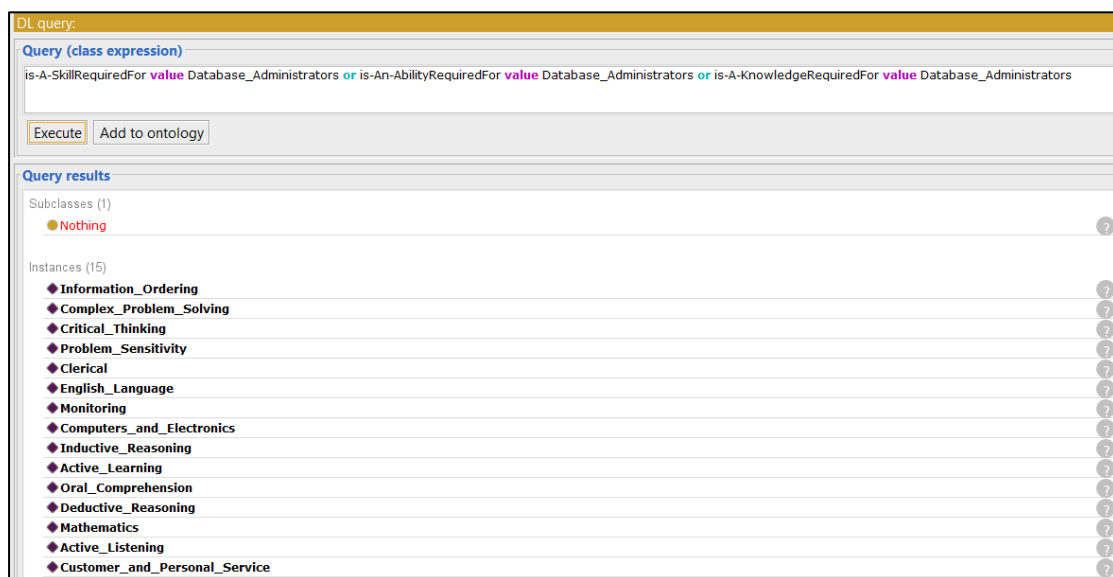 DL query:
Query (class expression)
is-A-SkillRequiredFor value Database_Administrators or is-An-AbilityRequiredFor value Database_Administrators or is-A-KnowledgeRequiredFor value Database_Administrators
Execute Add to ontology
Query results
Subclasses (1)
Nothing ?
Instances (15)
Information_Ordering ?
Complex_Problem_Solving ?
Critical_Thinking ?
Problem_Sensitivity ?
Clerical ?
English_Language ?
Monitoring ?
Computers_and_Electronics ?
Inductive_Reasoning ?
Active_Learning ?
Oral_Comprehension ?
Deductive_Reasoning ?
Mathematics ?
Active_Listening ?
Customer_and_Personal_Service ?